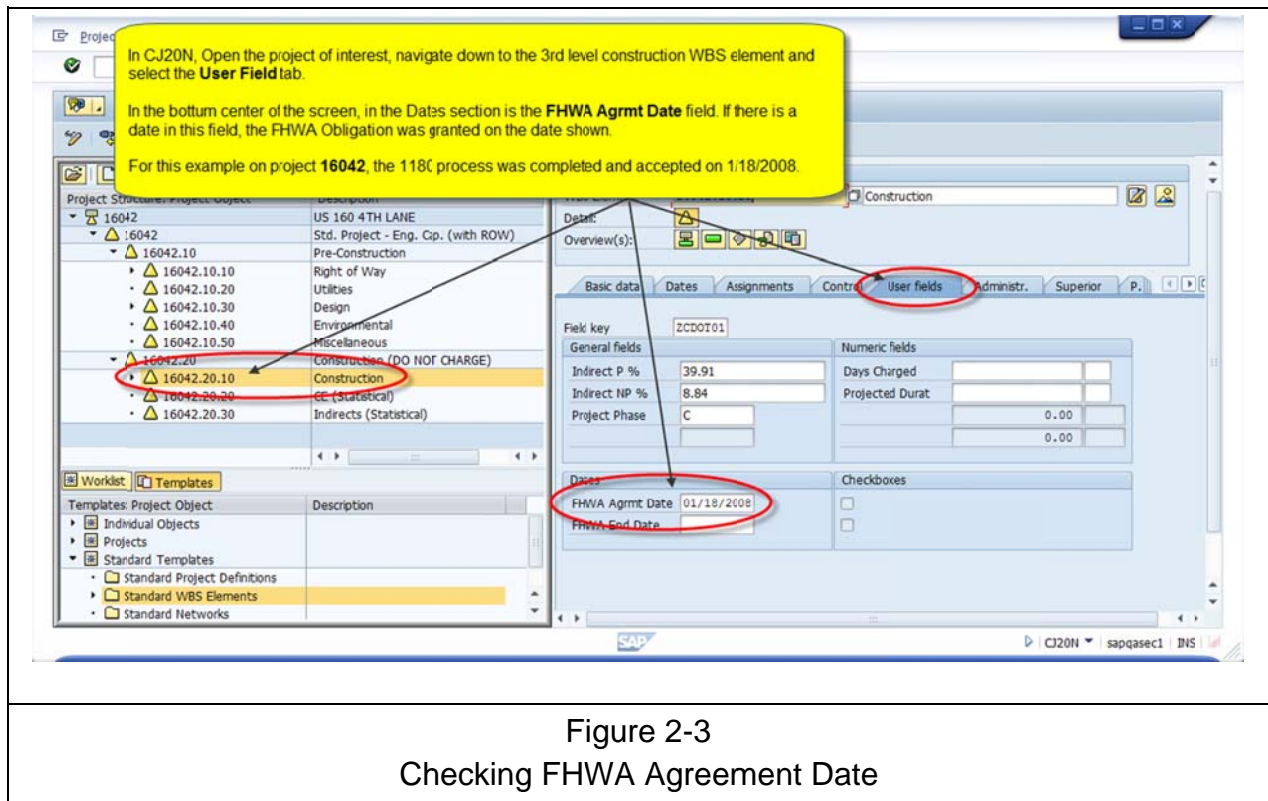 Projec
In CJ20N, Open the project of interest, navigate down to the 3rd level construction WBS element and
select the User Field tab.
In the bottum center of the screen, in the Dates section is the FHWA Agrmt Date field. If there is a
date in this field, the FHWA Obligation was granted on the date shown.
For this example on project 16042, the 1180 process was completed and accepted on 1/18/2008.
Project Structure: Project Object Description
16042 US 160 4TH LANE
16042 Std. Project - Eng. Cap. (with ROW)
16042.10 Pre-Construction
16042.10.10 Right of Way
16042.10.20 Utilities
16042.10.30 Design
16042.10.40 Environmental
16042.10.50 Miscellaneous
16042.20 Construction (DO NOT CHARGE)
16042.20.10 Construction
16042.20.20 CE (Statistical)
16042.20.30 Indirects (Statistical)
Worklist Templates
Templates: Project Object Description
Individual Objects
Projects
Standard Templates
Standard Project Definitions
Standard WBS Elements
Standard Networks
Construction
Detail:
Overview(s):
Basic data Dates Assignments Control User fields Administr. Superior P.
Field key ZCDOT01
General fields Numeric fields
Indirect P % 39.91 Days Charged
Indirect NP % 8.84 Projected Durat
Project Phase C 0.00
0.00
Dates Checkboxes
FHWA Agrmt Date 01/18/2008
FHWA End Date
SAP CJ20N sapqasec1 INS
Figure 2-3
Checking FHWA Agreement Date